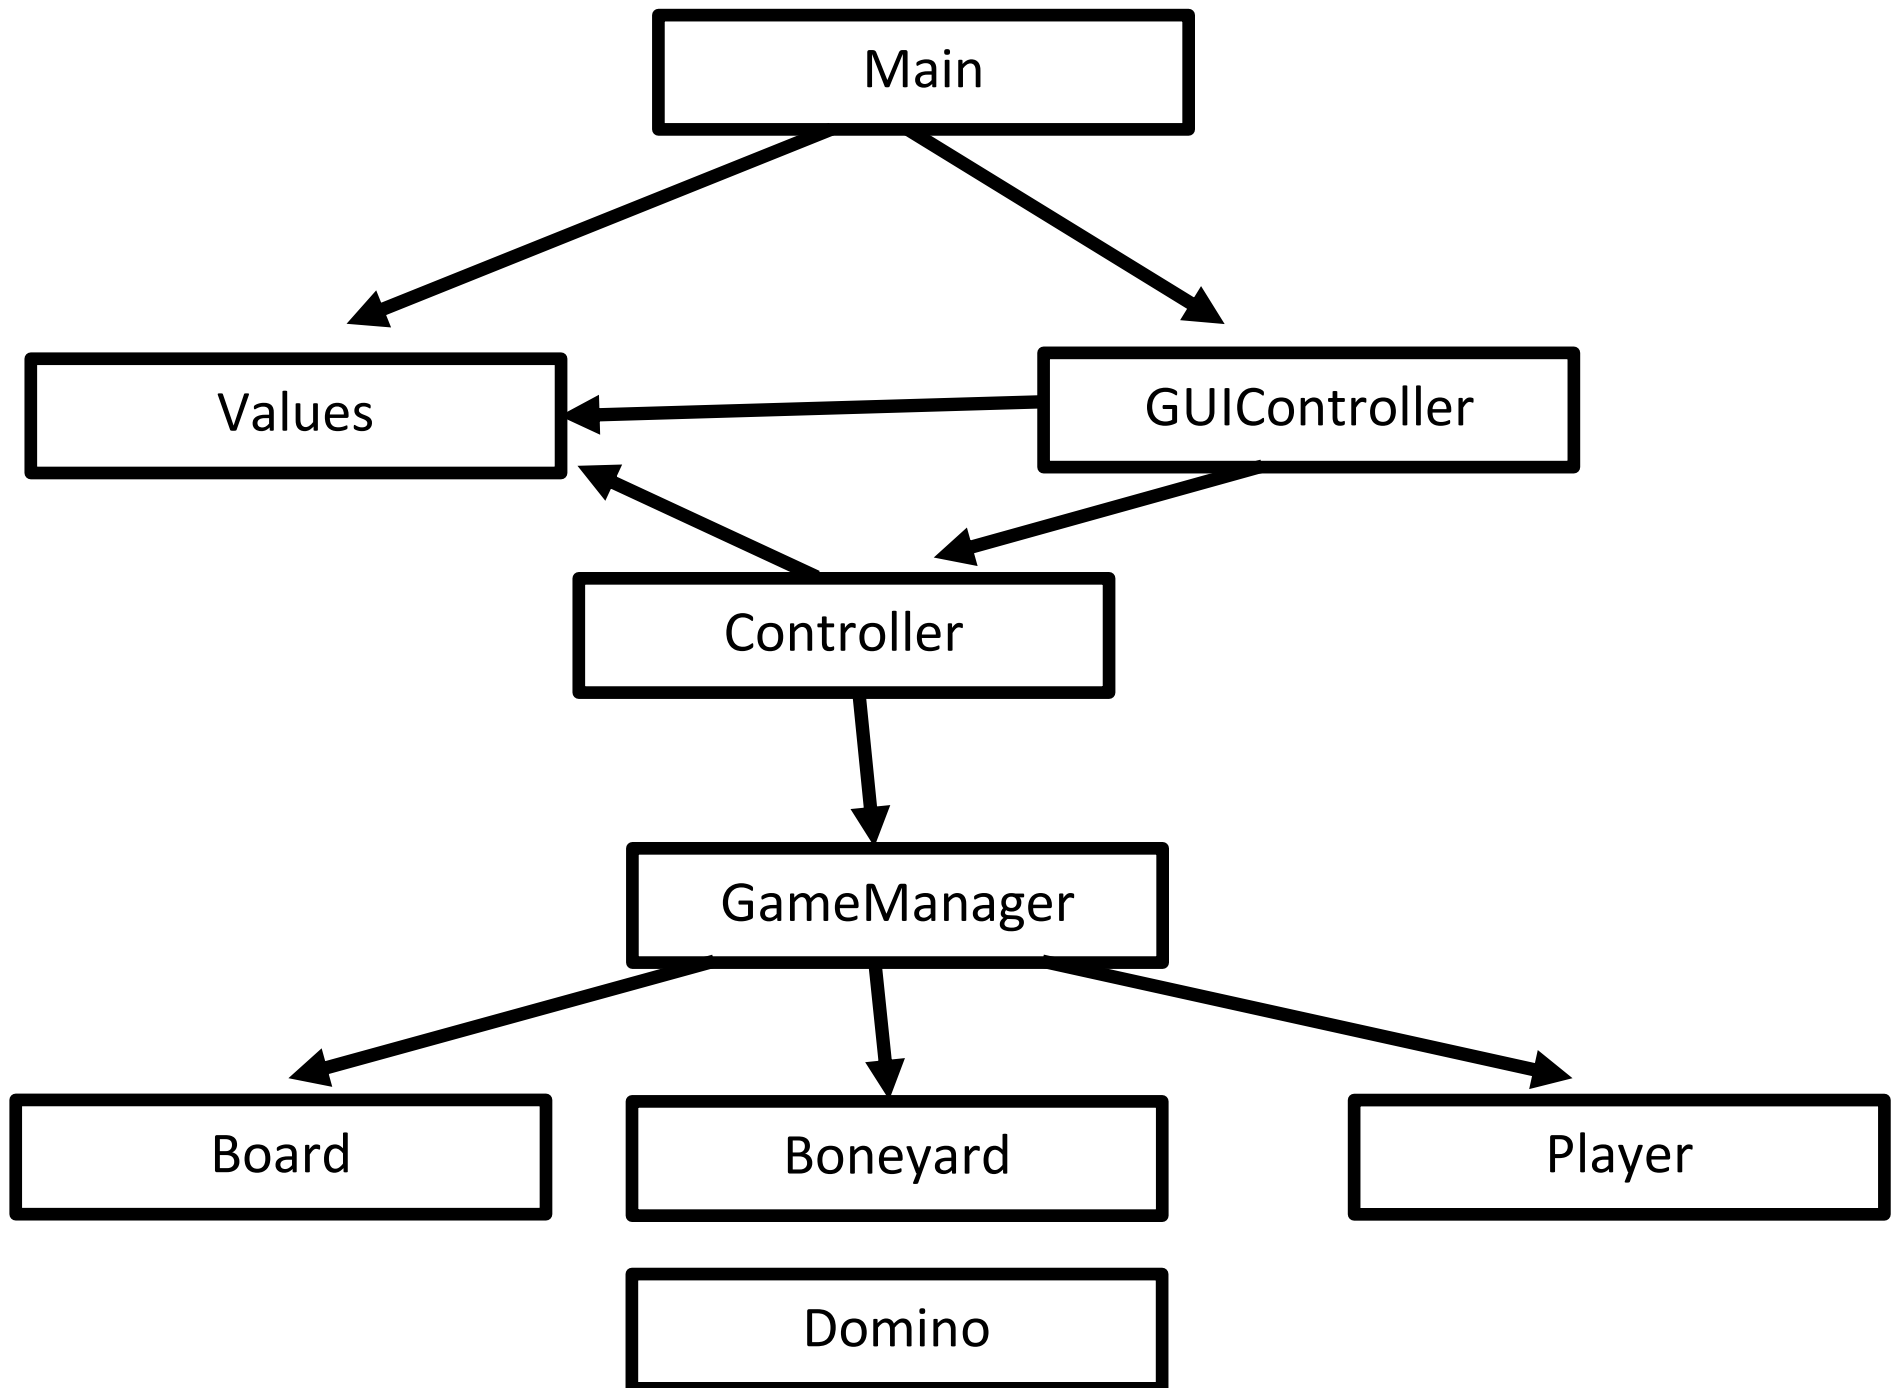 Main
Values
GUIController
Controller
GameManager
Board
Boneyard
Player
Domino